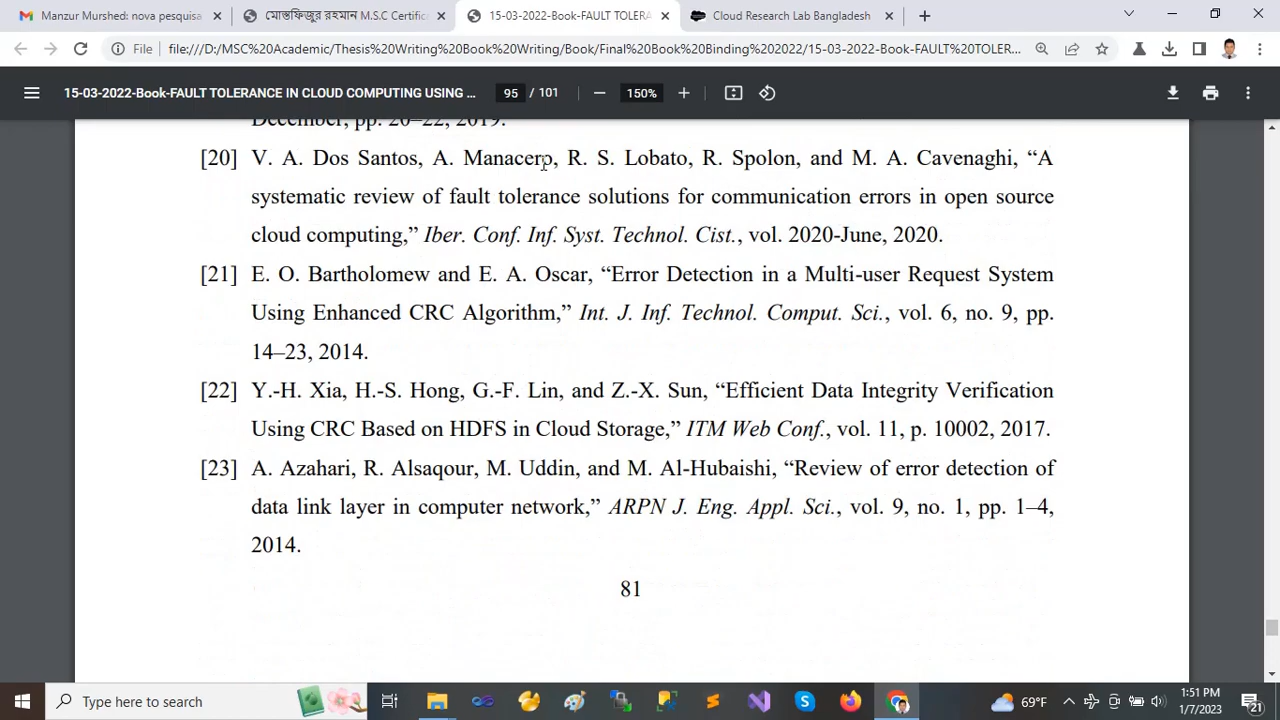 Manzur Murshed: nova pesquisa
মোস্তফিজুর রহমান M.S.C Certific
15-03-2022-Book-FAULT TOLERA
Cloud Research Lab Bangladesh
File
file:///D:/MSC%20Academic/Thesis%20Writing%20Book%20Writing/Book/Final%20Book%20Binding%202022/15-03-2022-Book-FAULT%20TOLER...
15-03-2022-Book-FAULT TOLERANCE IN CLOUD COMPUTING USING ...
95 / 101
150%
December, pp. 20–22, 2019.
[20] V. A. Dos Santos, A. Manacero, R. S. Lobato, R. Spolon, and M. A. Cavenaghi, “A
systematic review of fault tolerance solutions for communication errors in open source
cloud computing,” Iber. Conf. Inf. Syst. Technol. Cist., vol. 2020-June, 2020.
[21] E. O. Bartholomew and E. A. Oscar, “Error Detection in a Multi-user Request System
Using Enhanced CRC Algorithm,” Int. J. Inf. Technol. Comput. Sci., vol. 6, no. 9, pp.
14–23, 2014.
[22] Y.-H. Xia, H.-S. Hong, G.-F. Lin, and Z.-X. Sun, “Efficient Data Integrity Verification
Using CRC Based on HDFS in Cloud Storage,” ITM Web Conf., vol. 11, p. 10002, 2017.
[23] A. Azahari, R. Alsaqour, M. Uddin, and M. Al-Hubaishi, “Review of error detection of
data link layer in computer network,” ARPN J. Eng. Appl. Sci., vol. 9, no. 1, pp. 1–4,
2014.
81
Type here to search
69°F
1:51 PM
1/7/2023
21